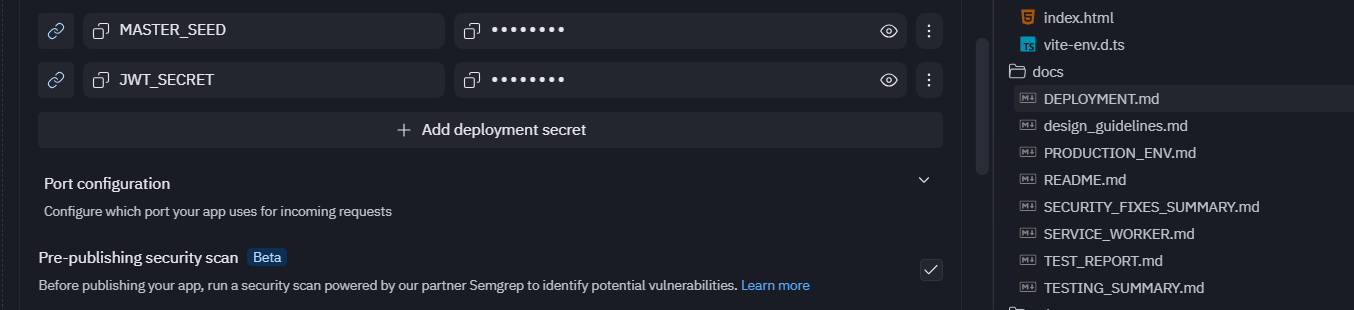 MASTER_SEED
••••••••
JWT_SECRET
••••••••
+ Add deployment secret
Port configuration
Configure which port your app uses for incoming requests
Pre-publishing security scan Beta
Before publishing your app, run a security scan powered by our partner Semgrep to identify potential vulnerabilities. Learn more
index.html
TS vite-env.d.ts
docs
DEPLOYMENT.md
design_guidelines.md
PRODUCTION_ENV.md
README.md
SECURITY_FIXES_SUMMARY.md
SERVICE_WORKER.md
TEST_REPORT.md
TESTING_SUMMARY.md